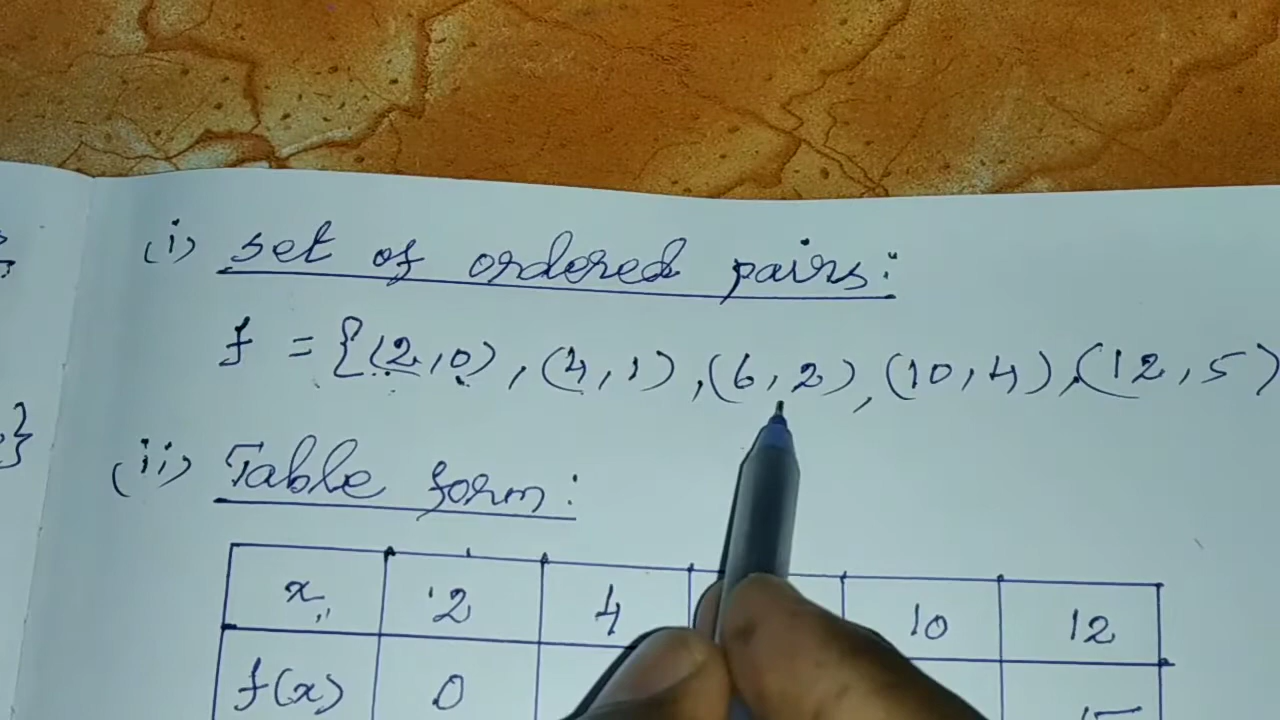 (i) set of ordered pairs:
f = {(2,0), (4,1), (6,2), (10,4), (12,5)
}
(ii) Table form:
x 2 4 10 12
f(x) 0 5